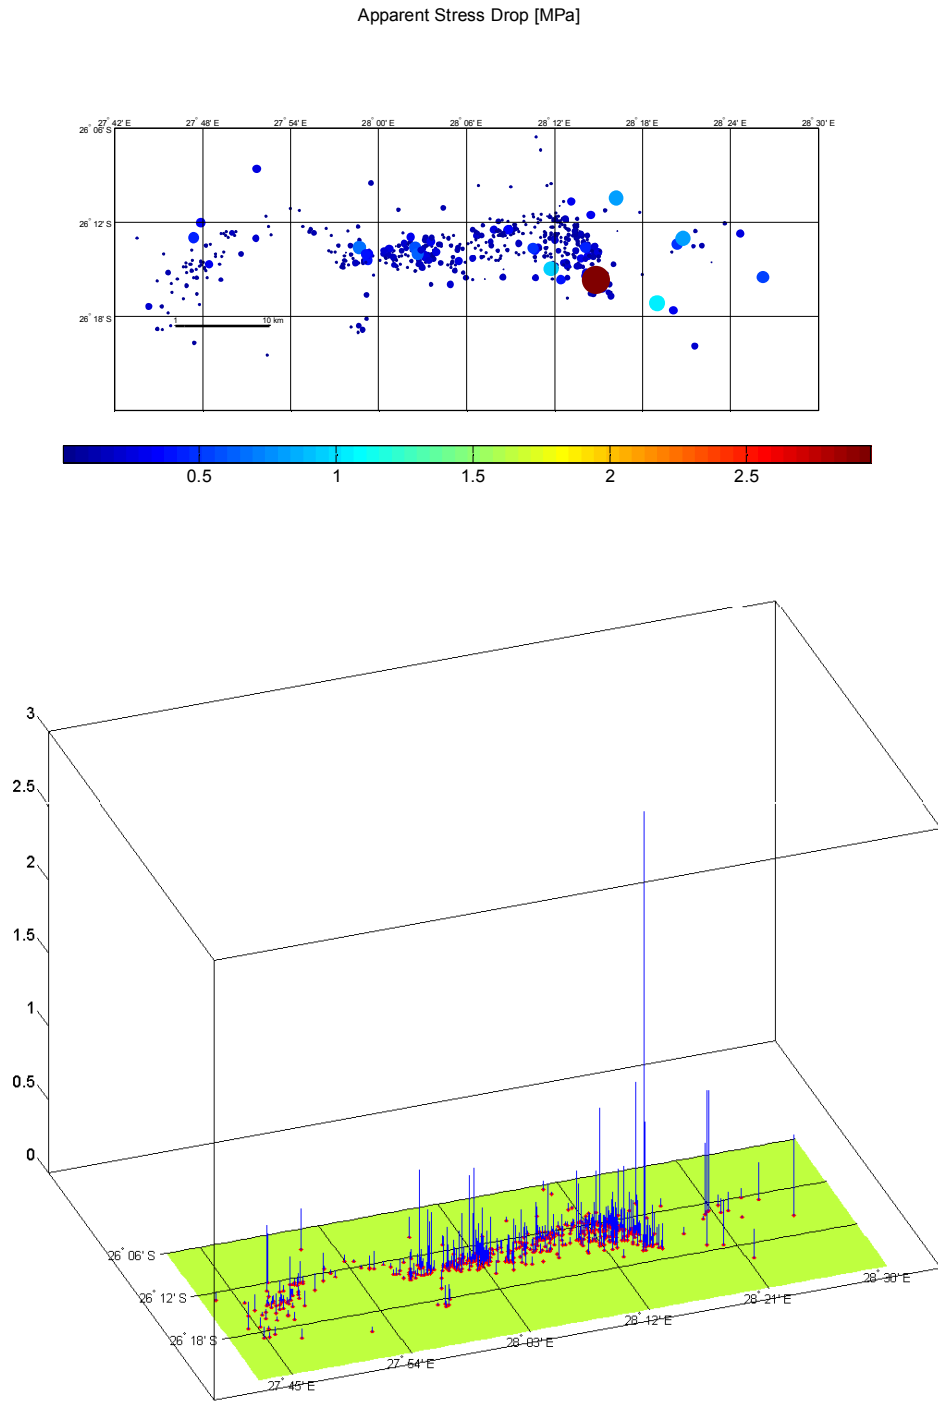 Apparent Stress Drop [MPa]
27° 42' E 27° 48' E 27° 54' E 28° 00' E 28° 06' E 28° 12' E 28° 18' E 28° 24' E 28° 30' E
26° 06' S
26° 12' S
26° 18' S
1 10 km
0.5 1 1.5 2 2.5
3
2.5
2
1.5
1
0.5
0
26° 06' S
26° 12' S
26° 18' S
27° 45' E
27° 54' E
28° 03' E
28° 12' E
28° 21' E
28° 30' E